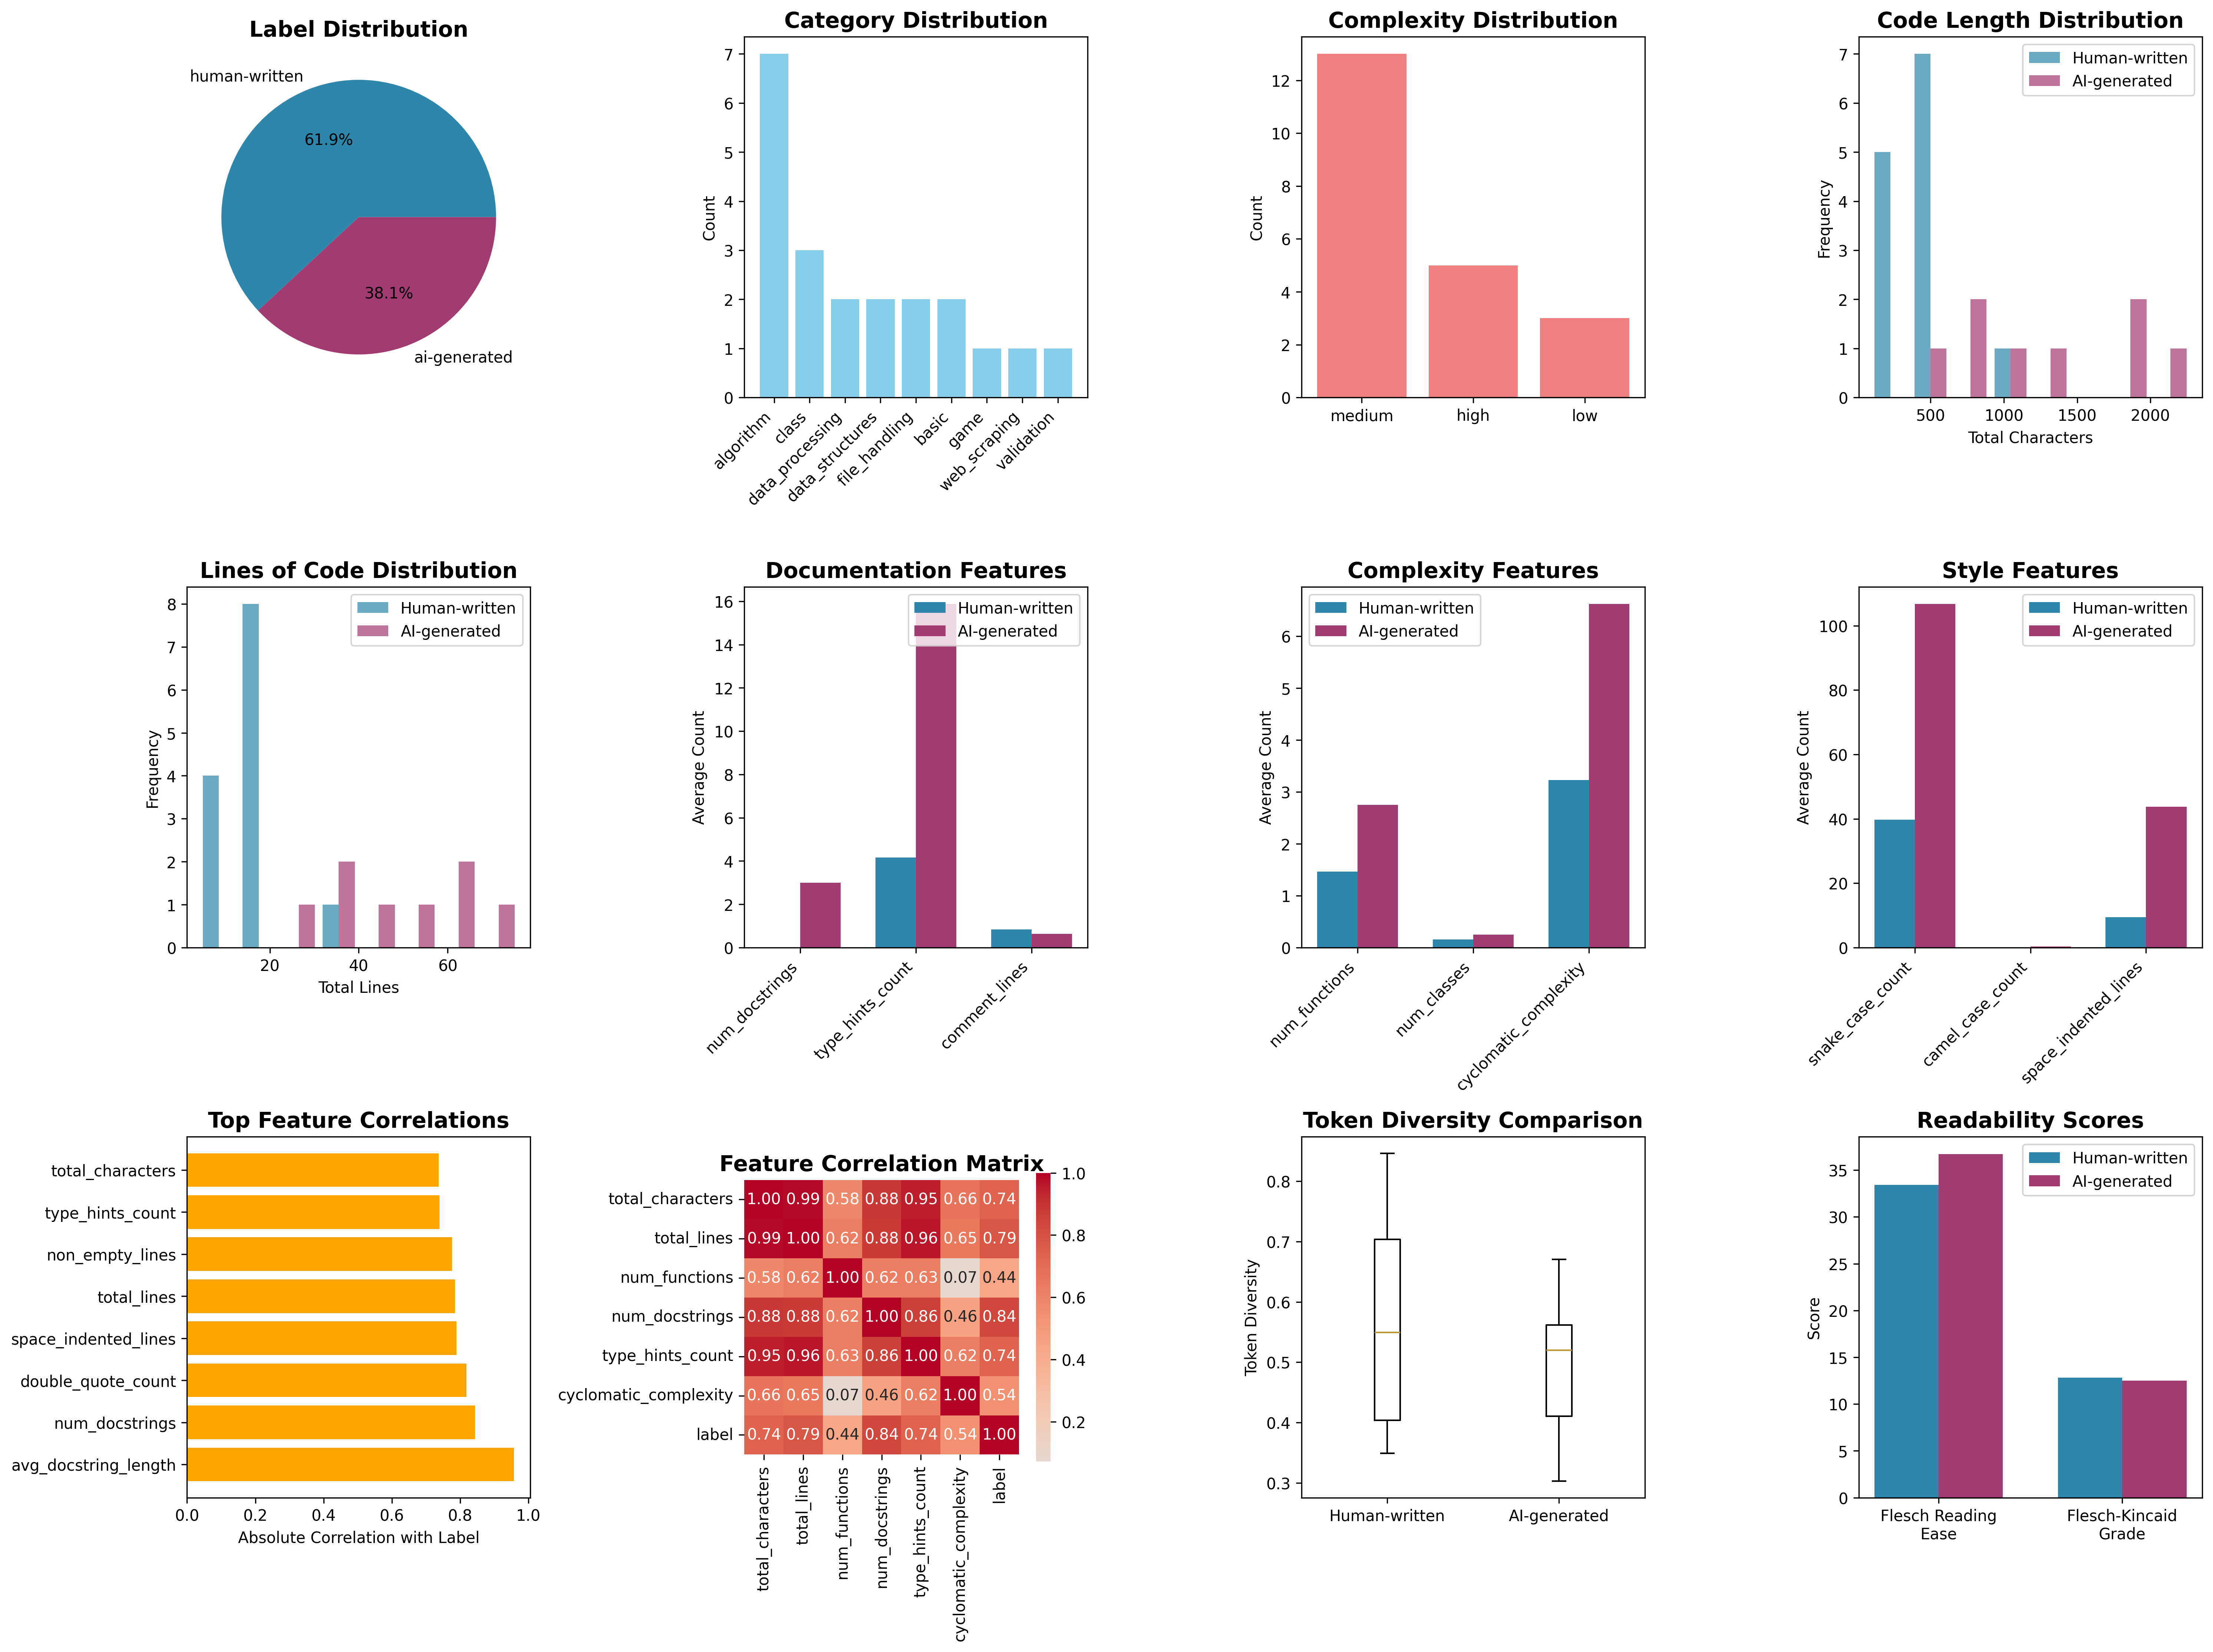 Label Distribution
human-written
61.9%
38.1%
ai-generated
Category Distribution
Count
7
6
5
4
3
2
1
0
algorithm
class
data_processing
data_structures
file_handling
basic
game
web_scraping
validation
Complexity Distribution
Count
12
10
8
6
4
2
0
medium
high
low
Code Length Distribution
Human-written
AI-generated
Frequency
7
6
5
4
3
2
1
0
500
1000
1500
2000
Total Characters
Lines of Code Distribution
Human-written
AI-generated
Frequency
8
7
6
5
4
3
2
1
0
20
40
60
Total Lines
Documentation Features
Human-written
AI-generated
Average Count
16
14
12
10
8
6
4
2
0
num_docstrings
type_hints_count
comment_lines
Complexity Features
Human-written
AI-generated
Average Count
6
5
4
3
2
1
0
num_functions
num_classes
cyclomatic_complexity
Style Features
Human-written
AI-generated
Average Count
100
80
60
40
20
0
snake_case_count
camel_case_count
space_indented_lines
Top Feature Correlations
total_characters
type_hints_count
non_empty_lines
total_lines
space_indented_lines
double_quote_count
num_docstrings
avg_docstring_length
0.0
0.2
0.4
0.6
0.8
1.0
Absolute Correlation with Label
Feature Correlation Matrix
total_characters 1.00 0.99 0.58 0.88 0.95 0.66 0.74
total_lines 0.99 1.00 0.62 0.88 0.96 0.65 0.79
num_functions 0.58 0.62 1.00 0.62 0.63 0.07 0.44
num_docstrings 0.88 0.88 0.62 1.00 0.86 0.46 0.84
type_hints_count 0.95 0.96 0.63 0.86 1.00 0.62 0.74
cyclomatic_complexity 0.66 0.65 0.07 0.46 0.62 1.00 0.54
label 0.74 0.79 0.44 0.84 0.74 0.54 1.00
total_characters
total_lines
num_functions
num_docstrings
type_hints_count
cyclomatic_complexity
label
1.0
0.8
0.6
0.4
0.2
Token Diversity Comparison
Token Diversity
0.8
0.7
0.6
0.5
0.4
0.3
Human-written
AI-generated
Readability Scores
Human-written
AI-generated
Score
35
30
25
20
15
10
5
0
Flesch Reading
Ease
Flesch-Kincaid
Grade